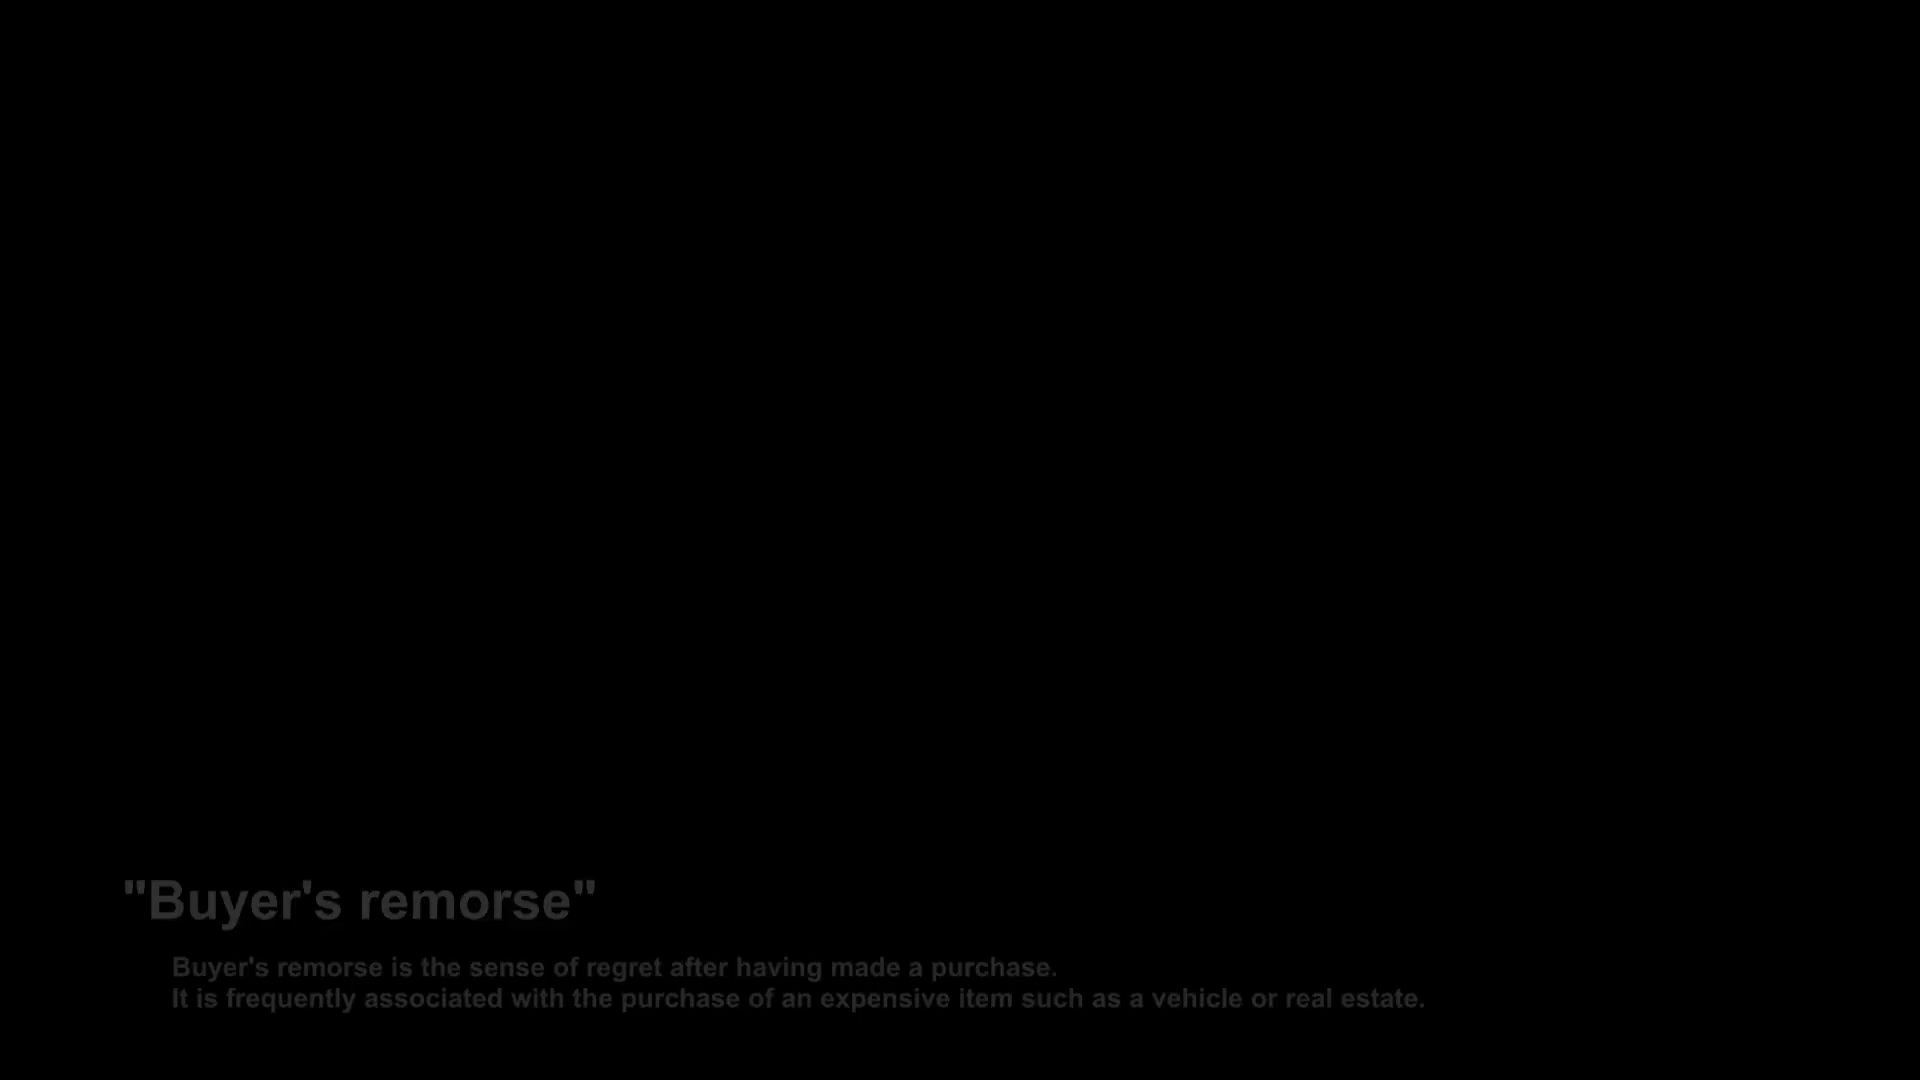 "Buyer's remorse"
Buyer's remorse is the sense of regret after having made a purchase.
It is frequently associated with the purchase of an expensive item such as a vehicle or real estate.